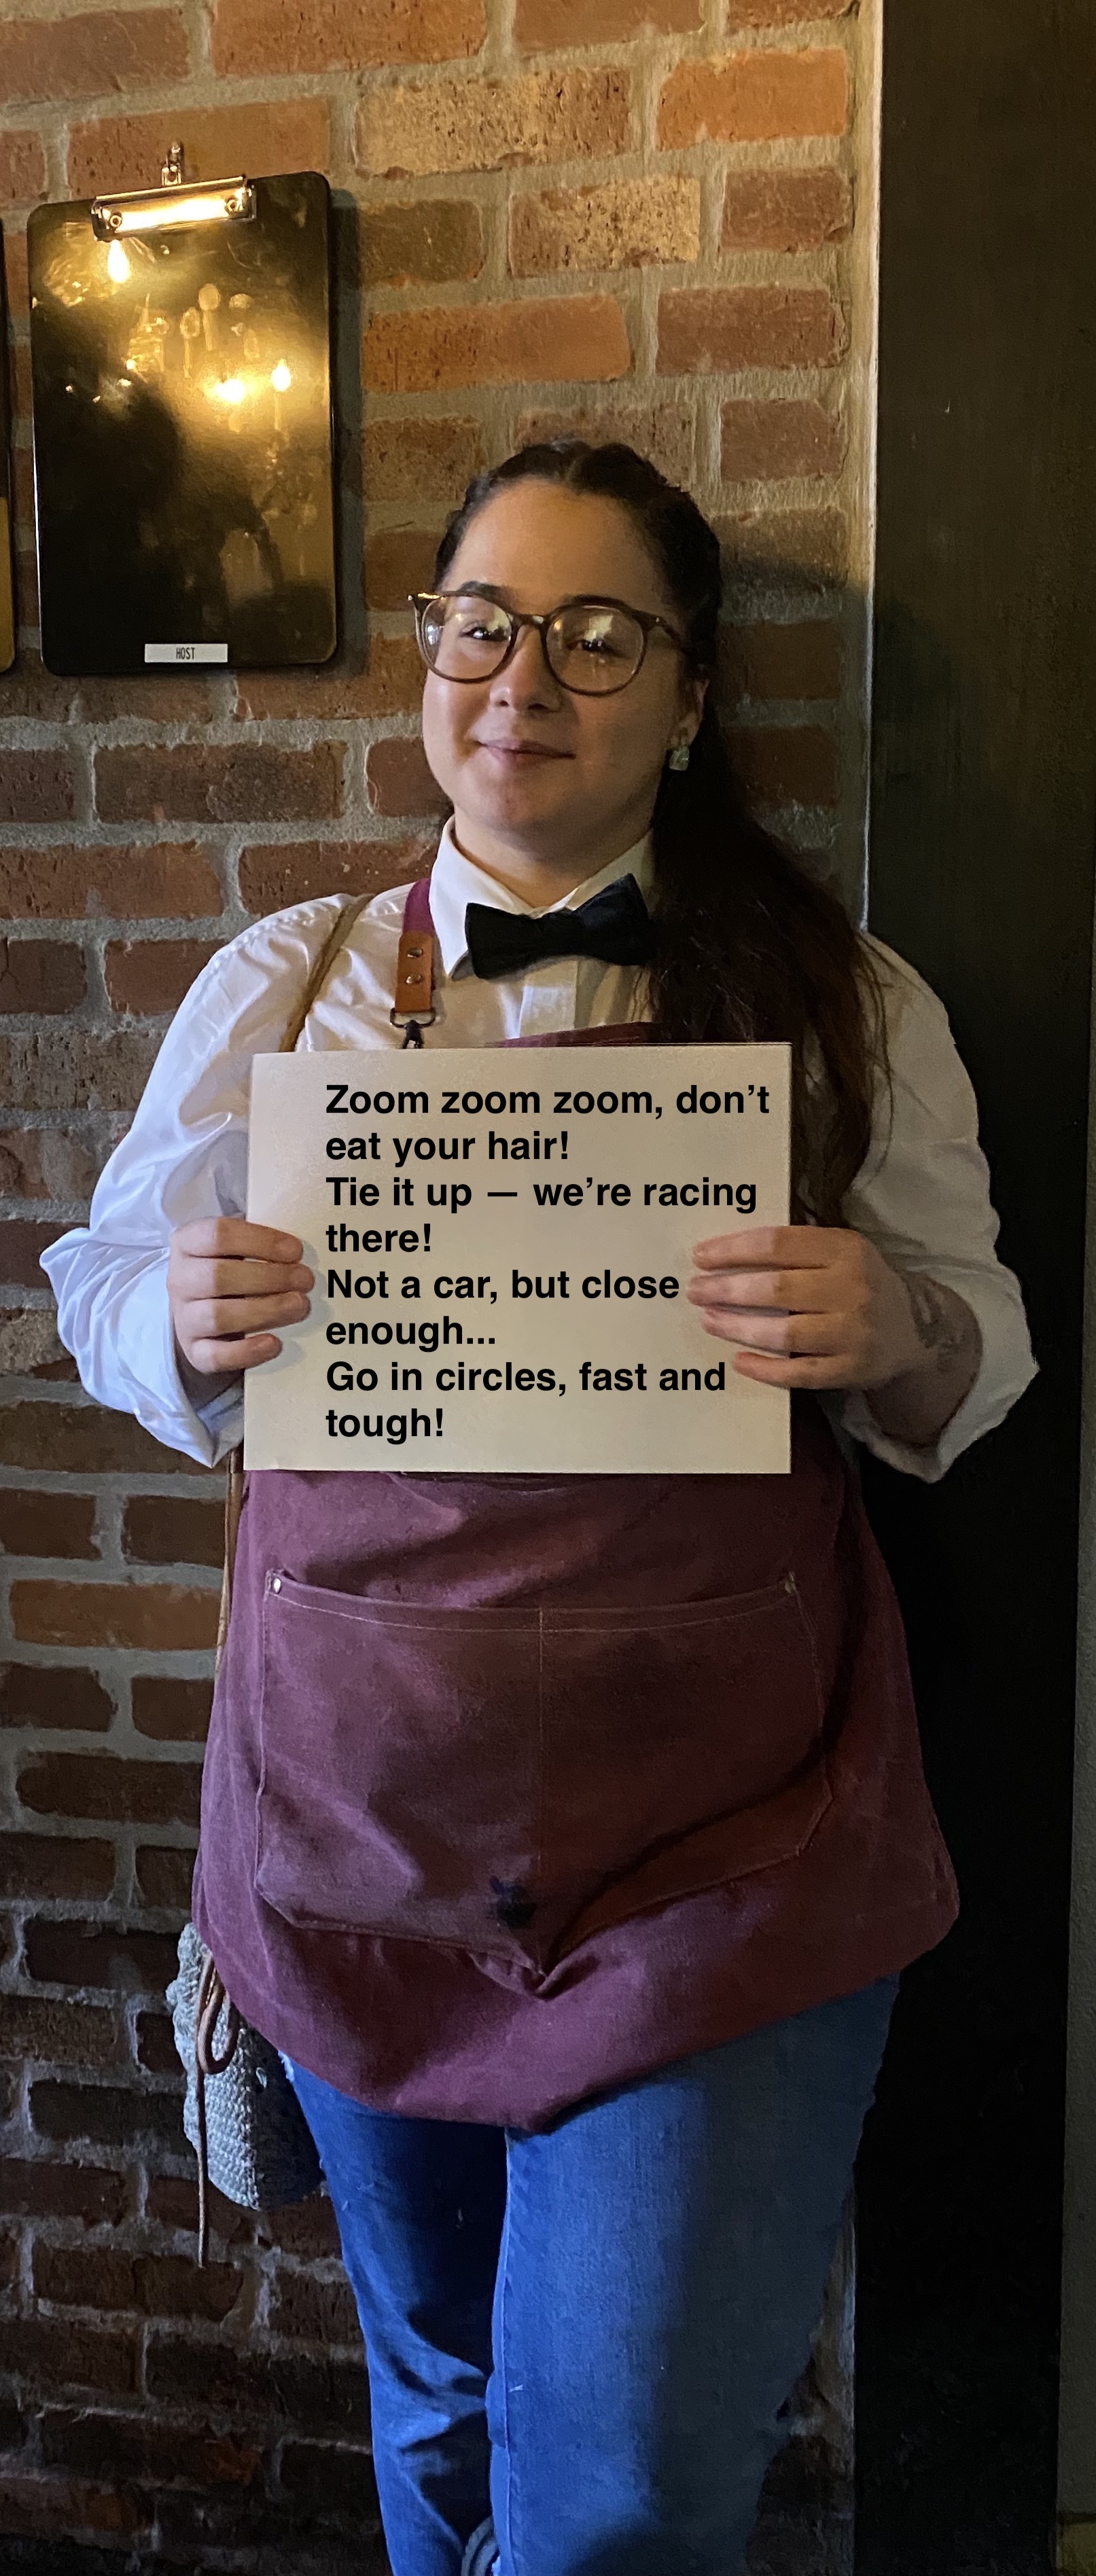 HOST
Zoom zoom zoom, don’t
eat your hair!
Tie it up — we’re racing
there!
Not a car, but close
enough...
Go in circles, fast and
tough!